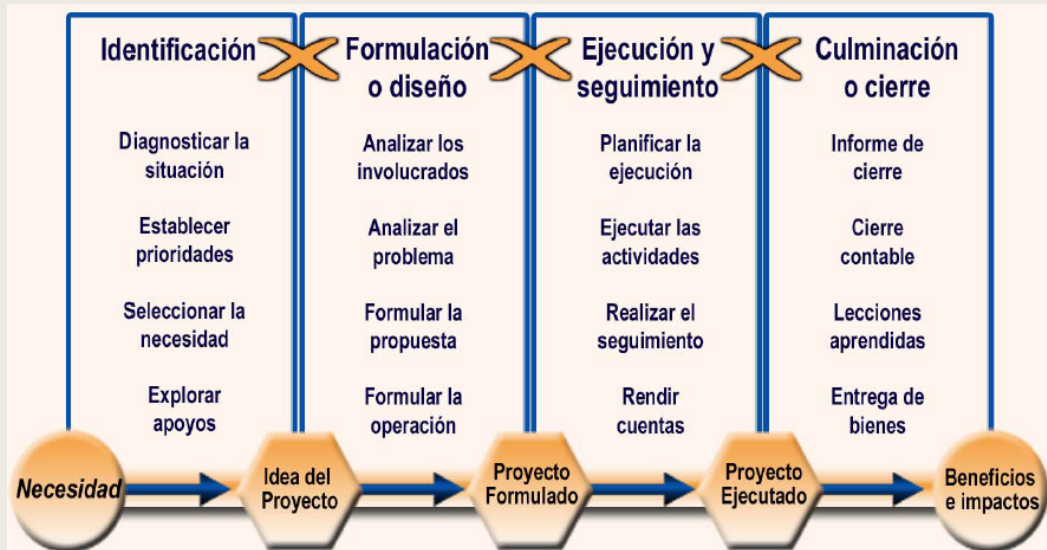 Identificación
Diagnosticar la
situación
Establecer
prioridades
Seleccionar la
necesidad
Explorar
apoyos
Formulación
o diseño
Analizar los
involucrados
Analizar el
problema
Formular la
propuesta
Formular la
operación
Ejecución y
seguimiento
Planificar la
ejecución
Ejecutar las
actividades
Realizar el
seguimiento
Rendir
cuentas
Culminación
o cierre
Informe de
cierre
Cierre
contable
Lecciones
aprendidas
Entrega de
bienes
Necesidad
Idea del
Proyecto
Proyecto
Formulado
Proyecto
Ejecutado
Beneficios
e impactos